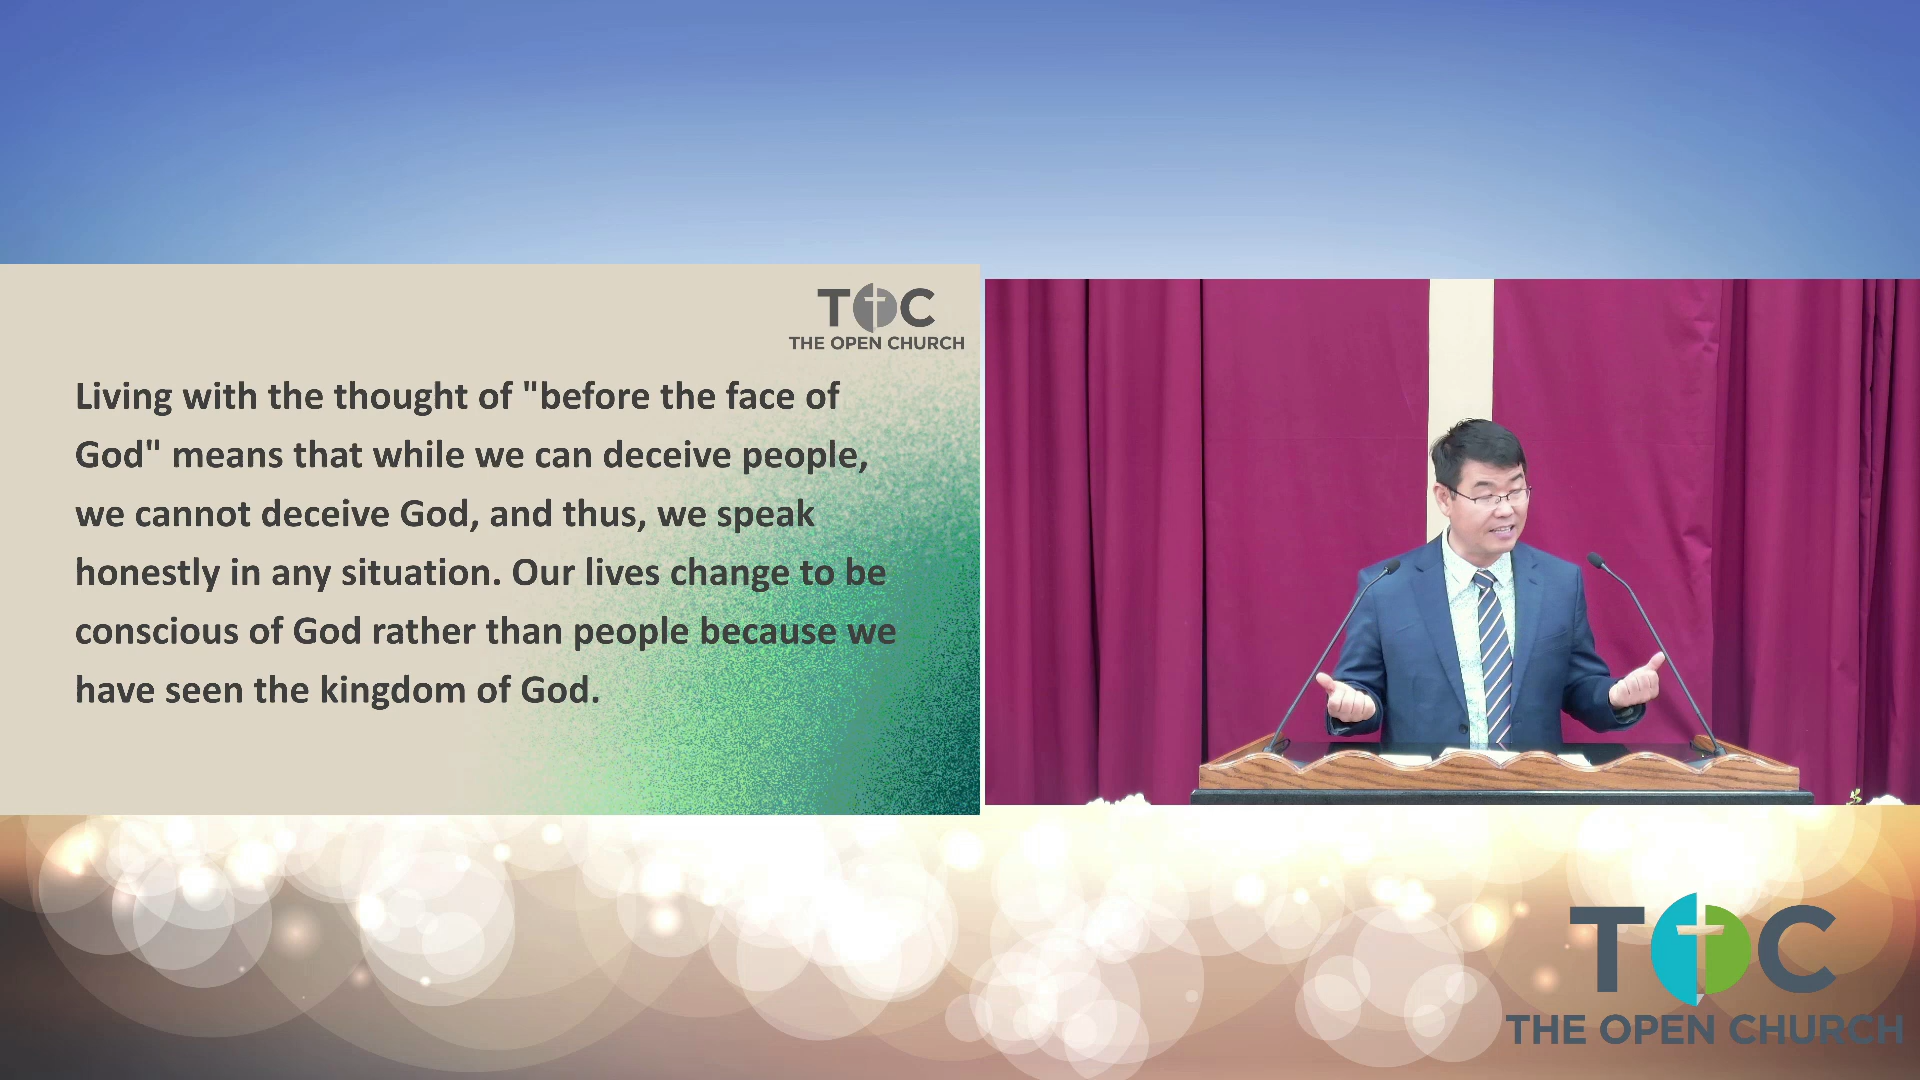 TOC
THE OPEN CHURCH
Living with the thought of "before the face of
God" means that while we can deceive people,
we cannot deceive God, and thus, we speak
honestly in any situation. Our lives change to be
conscious of God rather than people because we
have seen the kingdom of God.
TOC
THE OPEN CHURCH